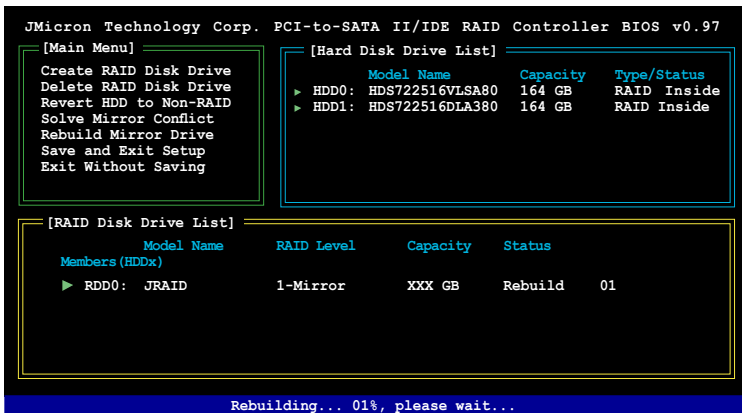 JMicron Technology Corp. PCI-to-SATA II/IDE RAID Controller BIOS v0.97
[Main Menu]
Create RAID Disk Drive
Delete RAID Disk Drive
Revert HDD to Non-RAID
Solve Mirror Conflict
Rebuild Mirror Drive
Save and Exit Setup
Exit Without Saving
[Hard Disk Drive List]
Model Name Capacity Type/Status
HDD0: HDS722516VLSA80 164 GB RAID Inside
HDD1: HDS722516DLA380 164 GB RAID Inside
[RAID Disk Drive List]
Model Name RAID Level Capacity Status
Members(HDDx)
RDD0: JRAID 1-Mirror XXX GB Rebuild 01
Rebuilding... 01%, please wait...